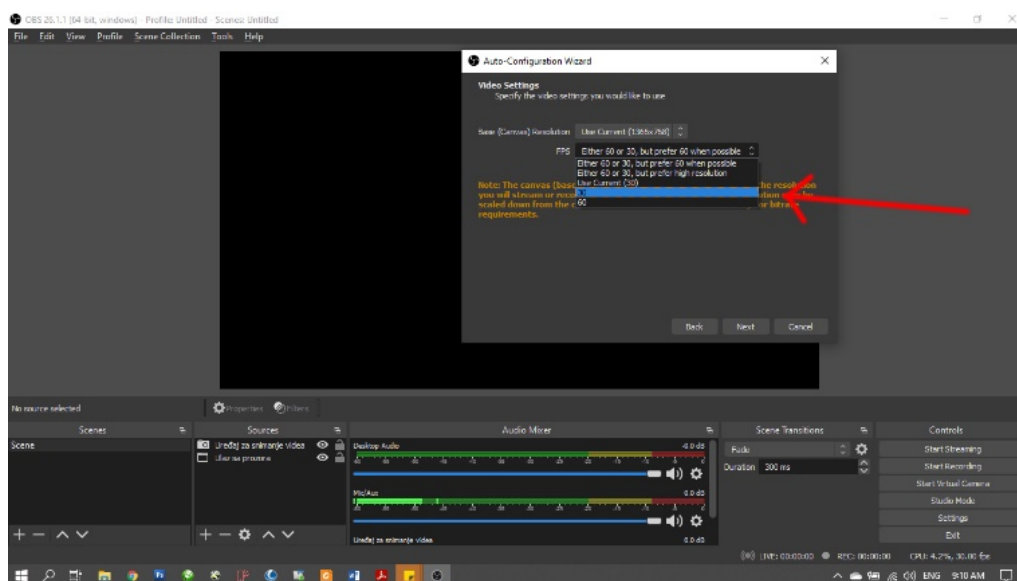 OBS 26.1.1 (64-bit, windows) - Profile: Untitled - Scenes: Untitled
File Edit View Profile Scene Collection Tools Help
Auto-Configuration Wizard
Video Settings
Specify the video settings you would like to use
Base (Canvas) Resolution Use Current (1366x768)
FPS Either 60 or 30, but prefer 60 when possible
Either 60 or 30, but prefer 60 when possible
Either 60 or 30, but prefer high resolution
Use Current (30)
30
60
Note: The canvas (base the resolution
you will stream or reco
scaled down from the or bitrate
requirements.
Back Next Cancel
No source selected Properties Filters
Scenes Sources Audio Mixer Scene Transitions Controls
Scene
Uređaj za snimanje videa
Ulaz na prozora
Desktop Audio 0.0 dB
Mic/Aux 0.0 dB
Uređaj za snimanje videa 0.0 dB
Fade
Duration 300 ms
Start Streaming
Start Recording
Start Virtual Camera
Studio Mode
Settings
Exit
LIVE: 00:00:00 REC: 00:00:00 CPU: 4.2%, 30.00 fps
ENG 9:10 AM